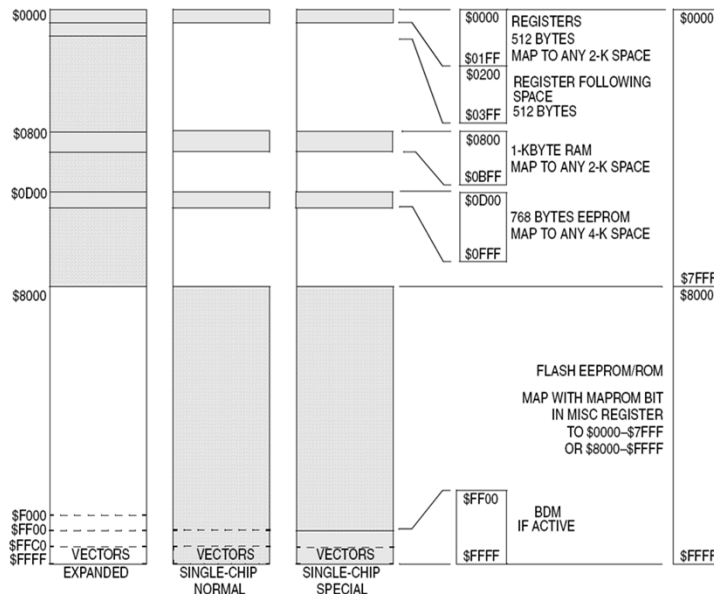 $0000
$0800
$0D00
$8000
$F000
$FF00
$FFC0
$FFFF
VECTORS
EXPANDED
VECTORS
SINGLE-CHIP
NORMAL
VECTORS
SINGLE-CHIP
SPECIAL
$0000
$01FF
REGISTERS
512 BYTES
MAP TO ANY 2-K SPACE
$0200
$03FF
REGISTER FOLLOWING
SPACE
512 BYTES
$0800
$0BFF
1-KBYTE RAM
MAP TO ANY 2-K SPACE
$0D00
$0FFF
768 BYTES EEPROM
MAP TO ANY 4-K SPACE
FLASH EEPROM/ROM
MAP WITH MAPROM BIT
IN MISC REGISTER
TO $0000–$7FFF
OR $8000–$FFFF
$FF00
$FFFF
BDM
IF ACTIVE
$0000
$7FFF
$8000
$FFFF